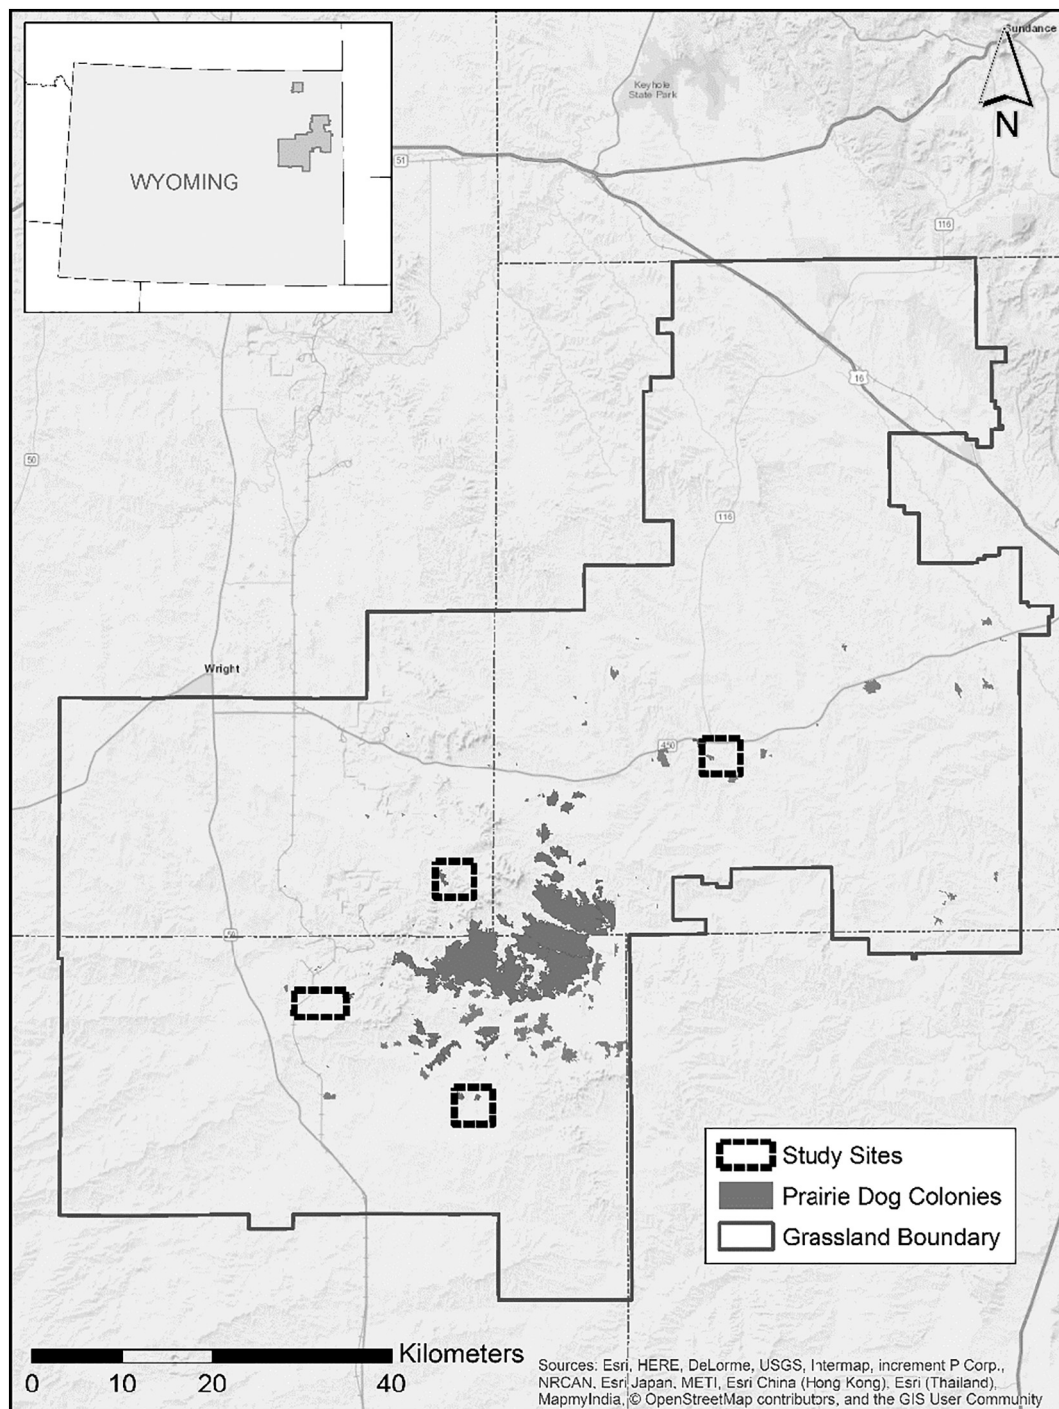 Sundance
Keyhole
State Park
N
51
WYOMING
116
16
50
116
Wright
450
59
Study Sites
Prairie Dog Colonies
Grassland Boundary
Kilometers
0 10 20 40
Sources: Esri, HERE, DeLorme, USGS, Intermap, increment P Corp.,
NRCAN, Esri Japan, METI, Esri China (Hong Kong), Esri (Thailand),
MapmyIndia, © OpenStreetMap contributors, and the GIS User Community